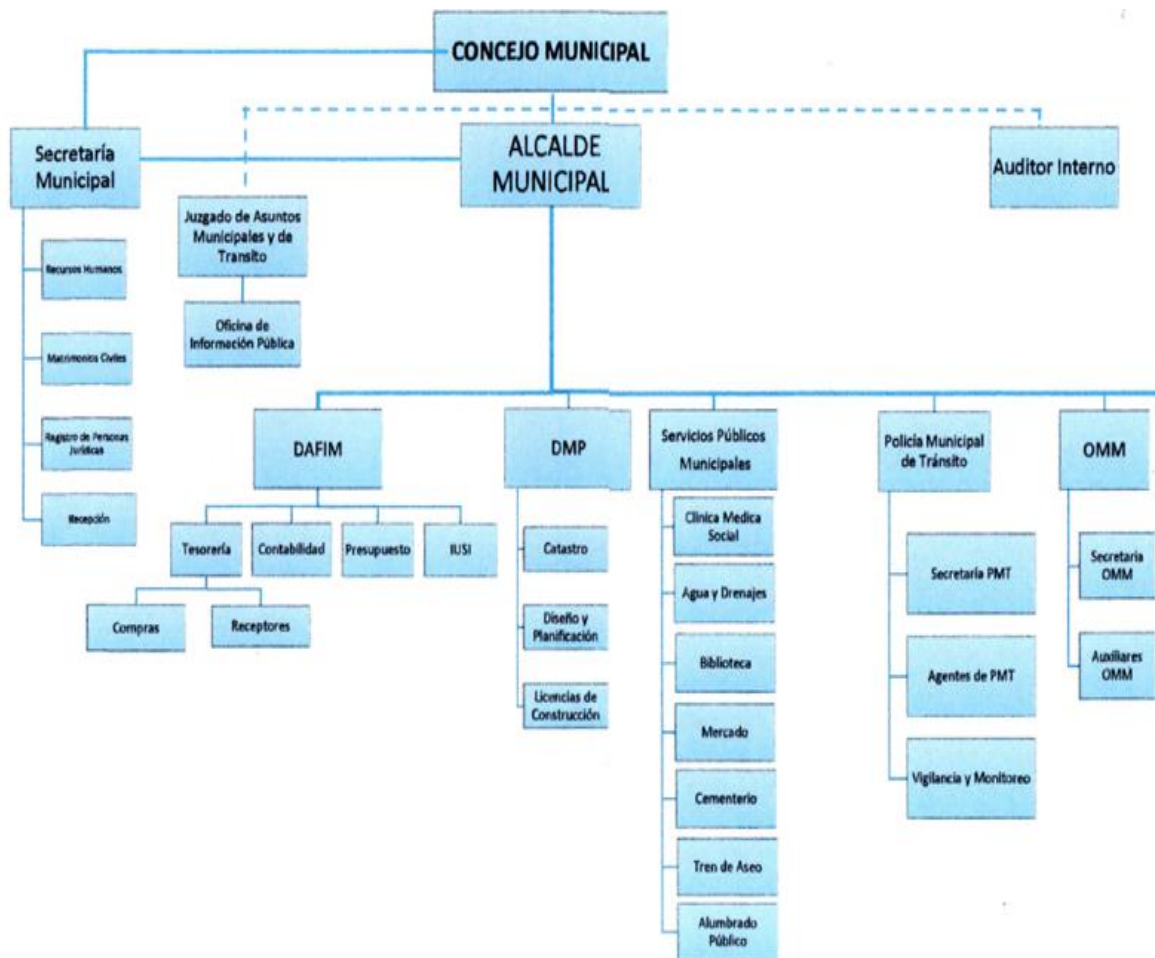 CONCEJO MUNICIPAL
Secretaría
Municipal
ALCALDE
MUNICIPAL
Auditor Interno
Juzgado de Asuntos
Municipales y de
Transito
Recursos Humanos
Oficina de
Información Pública
Matrimonios Civiles
Registro de Personas
Jurídicas
Recepción
DAFIM
DMP
Servicios Públicos
Municipales
Policía Municipal
de Tránsito
OMM
Tesorería
Contabilidad
Presupuesto
IUSI
Compras
Receptores
Catastro
Diseño y
Planificación
Licencias de
Construcción
Clinica Medica
Social
Agua y Drenajes
Biblioteca
Mercado
Cementerio
Tren de Aseo
Alumbrado
Público
Secretaría PMT
Agentes de PMT
Vigilancia y Monitoreo
Secretaria
OMM
Auxiliares
OMM